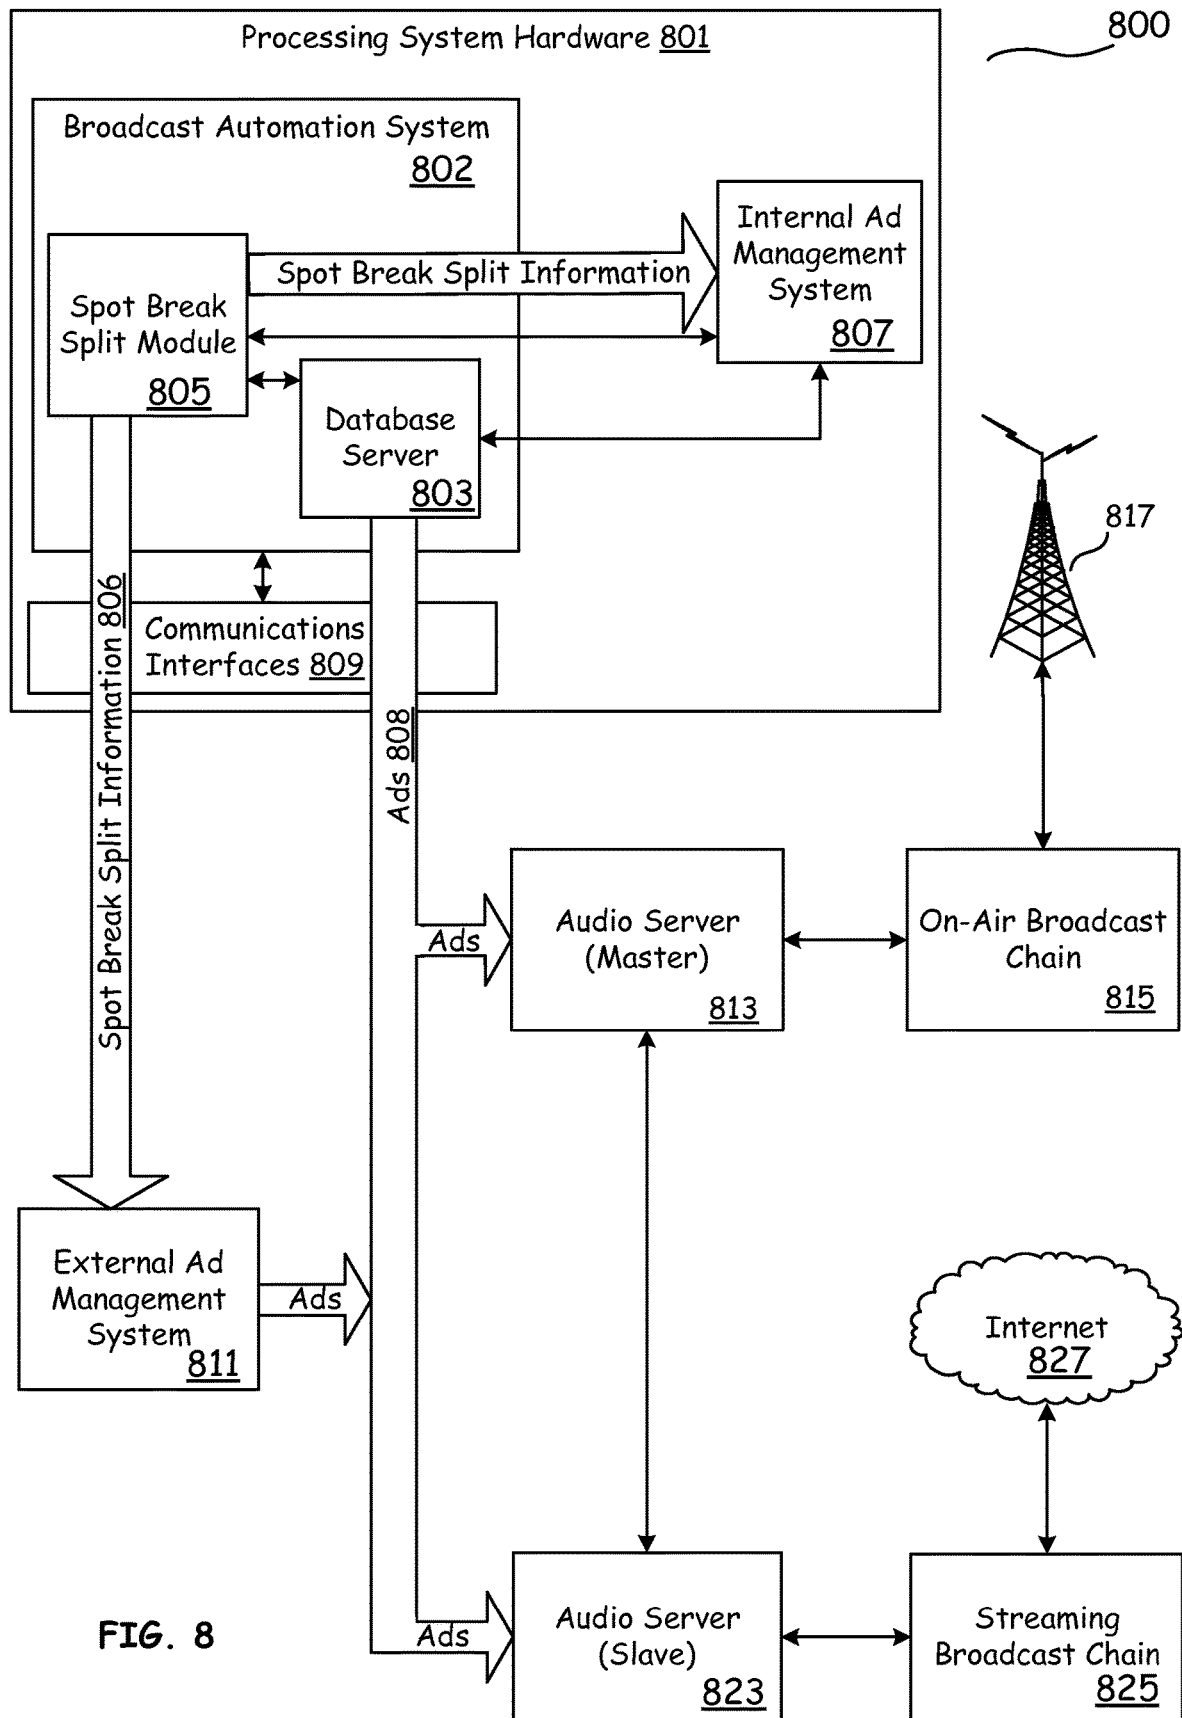 Processing System Hardware 801
800
Broadcast Automation System
802
Spot Break Split Information
Internal Ad
Management
System
807
Spot Break
Split Module
805
Database
Server
803
817
Communications
Interfaces 809
Spot Break Split Information 806
Ads 808
Ads
Audio Server
(Master)
813
On-Air Broadcast
Chain
815
External Ad
Management
System
811
Ads
Internet
827
FIG. 8
Ads
Audio Server
(Slave)
823
Streaming
Broadcast Chain
825